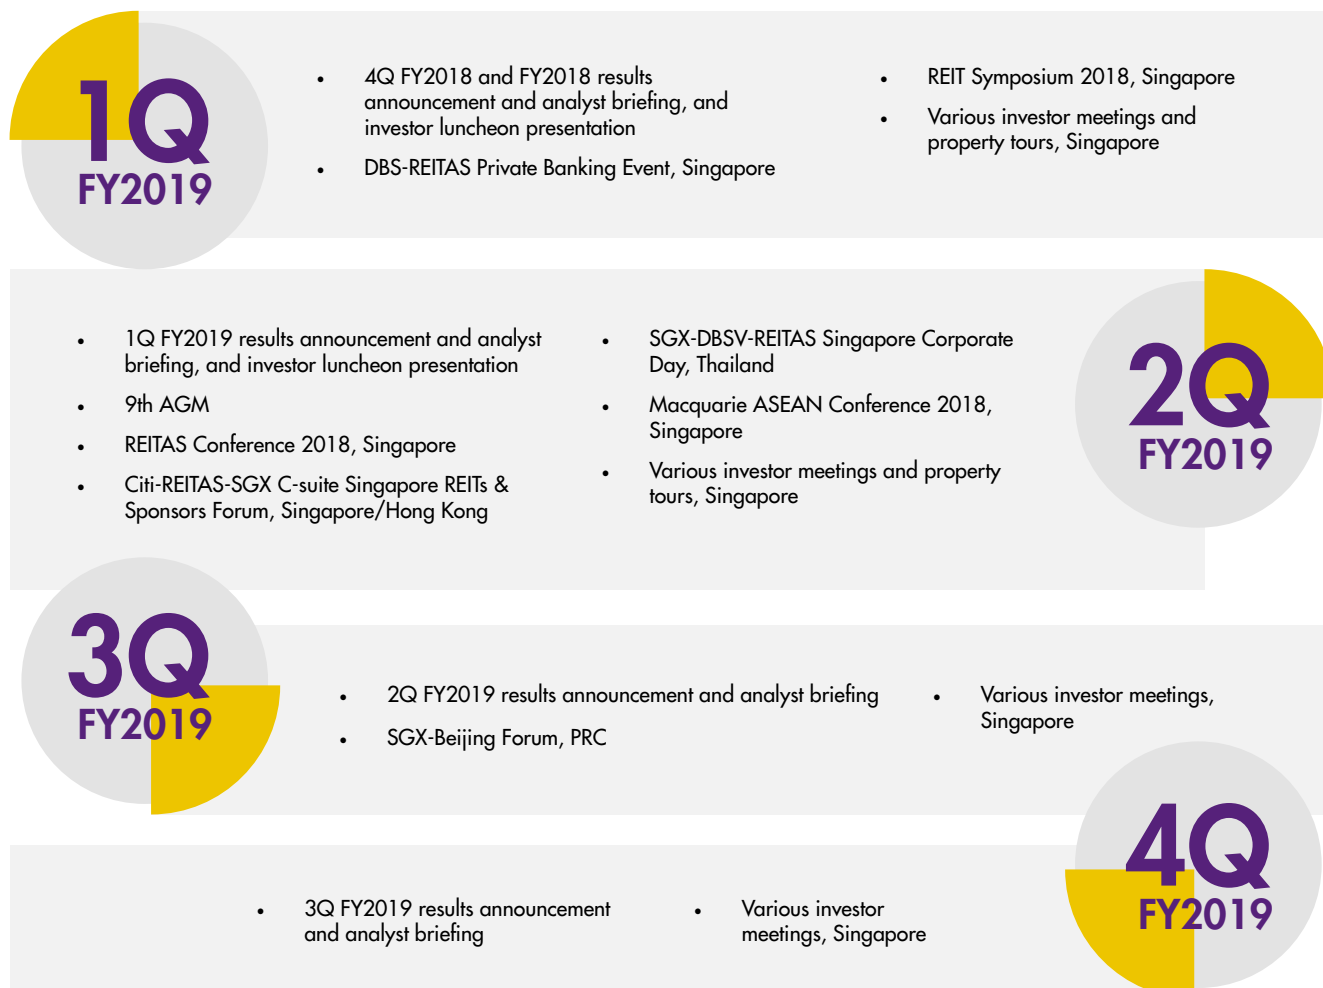 1Q
FY2019
• 4Q FY2018 and FY2018 results
announcement and analyst briefing, and
investor luncheon presentation
• DBS-REITAS Private Banking Event, Singapore
• REIT Symposium 2018, Singapore
• Various investor meetings and
property tours, Singapore
• 1Q FY2019 results announcement and analyst
briefing, and investor luncheon presentation
• 9th AGM
• REITAS Conference 2018, Singapore
• Citi-REITAS-SGX C-suite Singapore REITs &
Sponsors Forum, Singapore/Hong Kong
• SGX-DBSV-REITAS Singapore Corporate
Day, Thailand
• Macquarie ASEAN Conference 2018,
Singapore
• Various investor meetings and property
tours, Singapore
2Q
FY2019
3Q
FY2019
• 2Q FY2019 results announcement and analyst briefing
• SGX-Beijing Forum, PRC
• Various investor meetings,
Singapore
• 3Q FY2019 results announcement
and analyst briefing
• Various investor
meetings, Singapore
4Q
FY2019